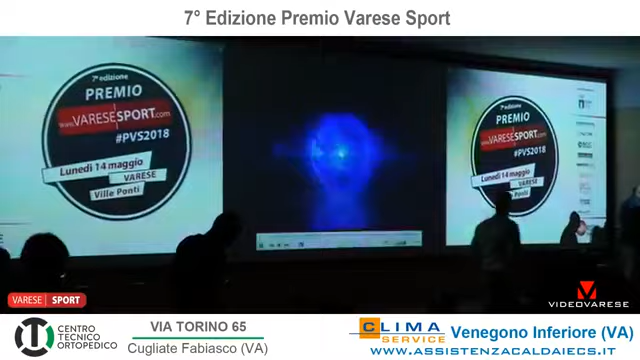 7° Edizione Premio Varese Sport
7ª edizione
PREMIO
www.VARESESPORT.com
#PVS2018
Lunedì 14 maggio
VARESE
Ville Ponti
7ª edizione
PREMIO
www.VARESESPORT.com
#PVS2018
Lunedì 14 maggio
VARESE
Ponti
VARESE SPORT
VIDEOVARESE
CENTRO
TECNICO
ORTOPEDICO
VIA TORINO 65
Cugliate Fabiasco (VA)
CLIMA
SERVICE
Venegono Inferiore (VA)
WWW.ASSISTENZACALDAIECS.IT